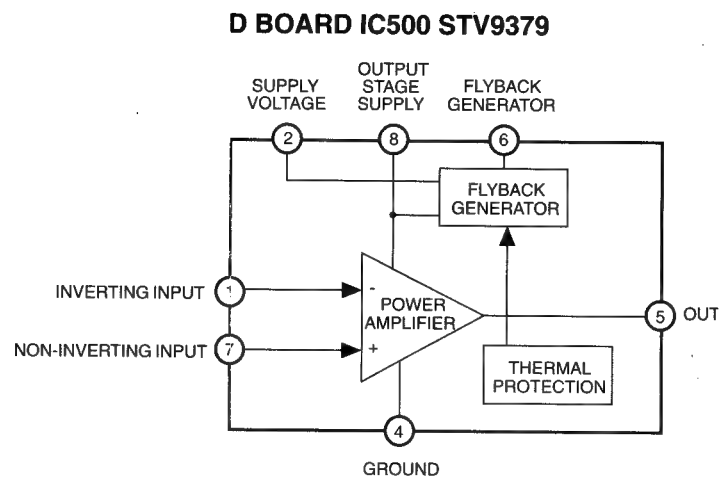 D BOARD IC500 STV9379
SUPPLY
VOLTAGE
OUTPUT
STAGE
SUPPLY
FLYBACK
GENERATOR
2
8
6
FLYBACK
GENERATOR
INVERTING INPUT
1
-
POWER
AMPLIFIER
5
OUT
NON-INVERTING INPUT
7
+
THERMAL
PROTECTION
4
GROUND